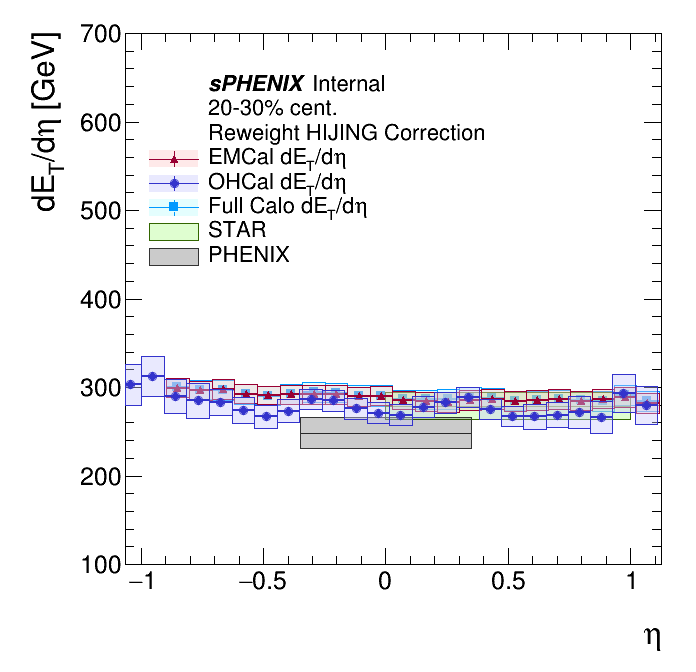 dE_T/dη [GeV]
700
600
500
400
300
200
100
sPHENIX Internal
20-30% cent.
Reweight HIJING Correction
EMCal dE_T/dη
OHCal dE_T/dη
Full Calo dE_T/dη
STAR
PHENIX
−1 −0.5 0 0.5 1
η